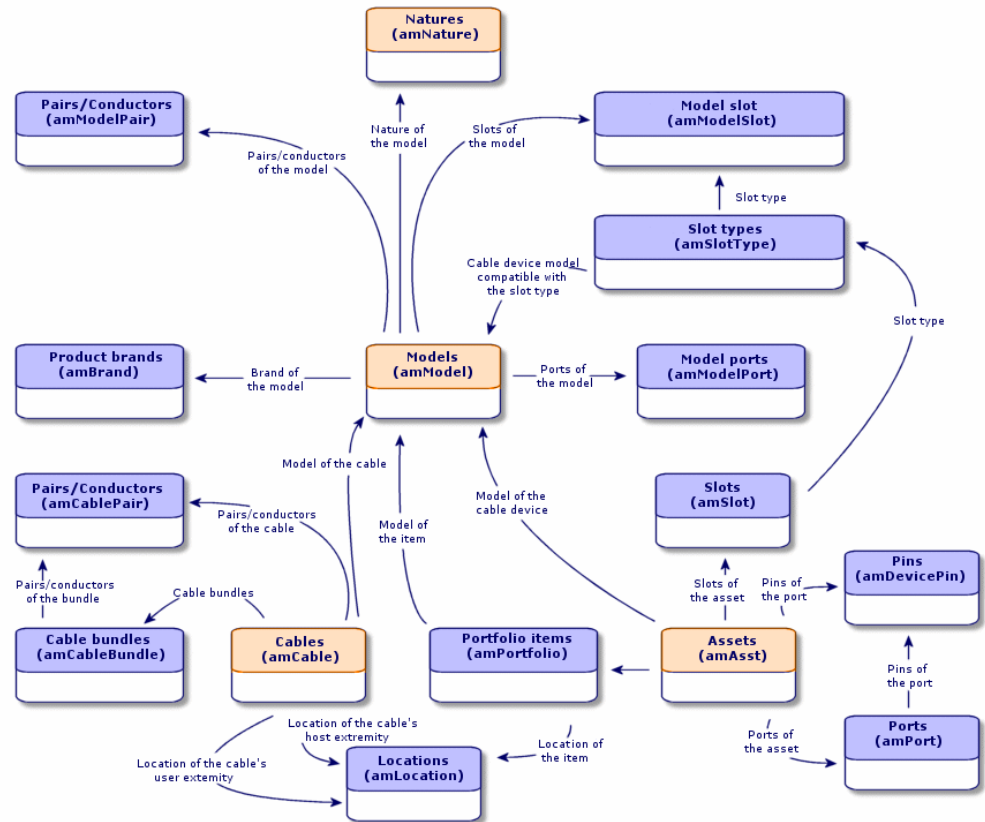 Natures
(amNature)
Pairs/Conductors
(amModelPair)
Model slot
(amModelSlot)
Nature of
the model
Slots of
the model
Pairs/conductors
of the model
Slot type
Slot types
(amSlotType)
Cable device model
compatible with
the slot type
Slot type
Product brands
(amBrand)
Brand of
the model
Models
(amModel)
Ports of
the model
Model ports
(amModelPort)
Model of the cable
Pairs/Conductors
(amCablePair)
Pairs/conductors
of the cable
Model of
the item
Model of the
cable device
Slots
(amSlot)
Pairs/conductors
of the bundle
Cable bundles
Slots of
the asset
Pins of
the port
Pins
(amDevicePin)
Cable bundles
(amCableBundle)
Cables
(amCable)
Portfolio items
(amPortfolio)
Assets
(amAsst)
Pins of
the port
Location of the cable's
host extremity
Location of
the item
Ports of
the asset
Ports
(amPort)
Location of the cable's
user extemity
Locations
(amLocation)